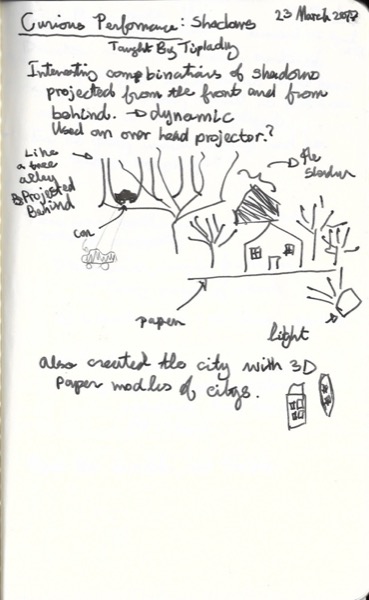 Curious Performance: Shadows
23 March
Taught By Tiplady
Interesting combinations of shadows
projected from the front and from
behind. → dynamic
Used an over head projector?
Like
a tree
alley
Projected
Behind
the
car
paper
light
also created the city with 3D
Paper modles of citys.